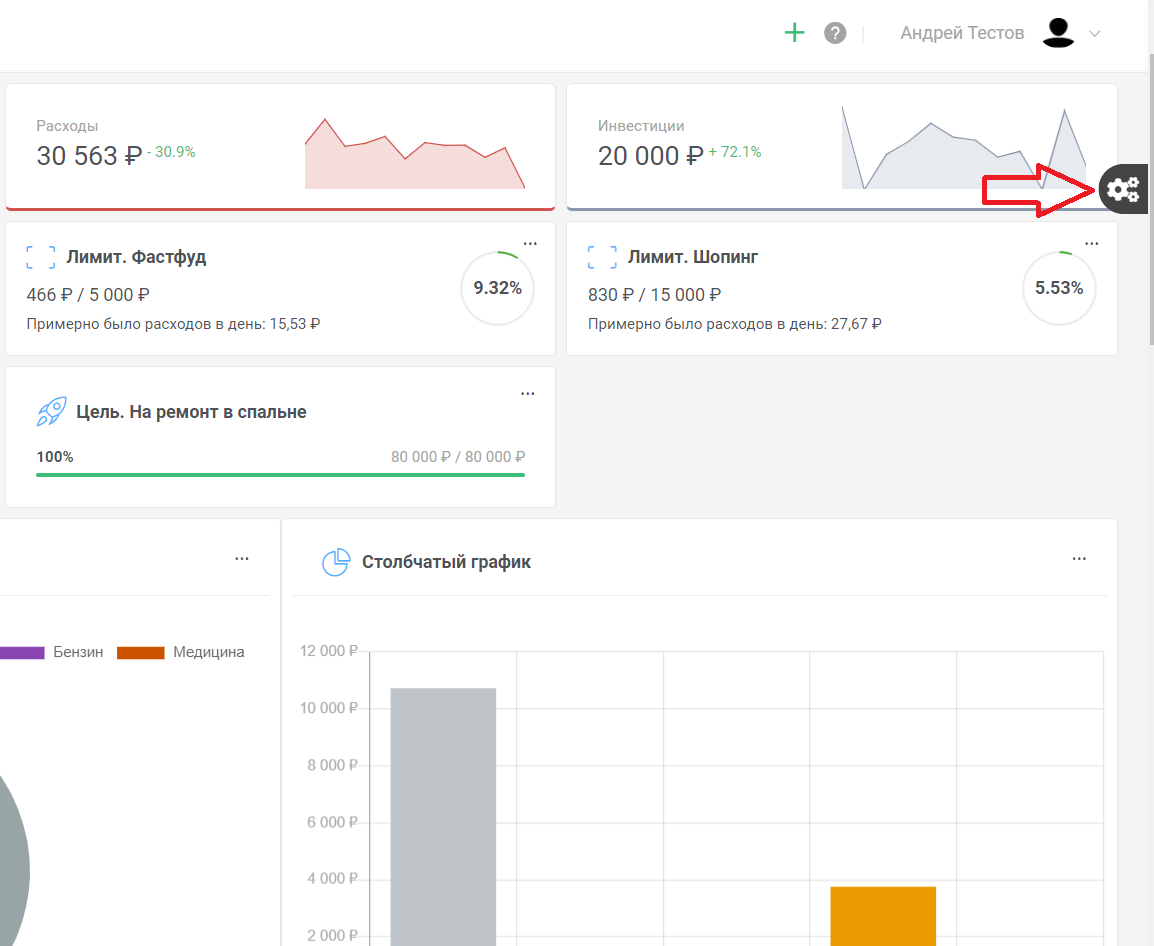 ? Андрей Тестов
Расходы
30 563 ₽ - 30.9%
Инвестиции
20 000 ₽ + 72.1%
Лимит. Фастфуд
466 ₽ / 5 000 ₽
Примерно было расходов в день: 15,53 ₽
9.32%
Лимит. Шопинг
830 ₽ / 15 000 ₽
Примерно было расходов в день: 27,67 ₽
5.53%
Цель. На ремонт в спальне
100% 80 000 ₽ / 80 000 ₽
Бензин Медицина
Столбчатый график
12 000 ₽
10 000 ₽
8 000 ₽
6 000 ₽
4 000 ₽
2 000 ₽